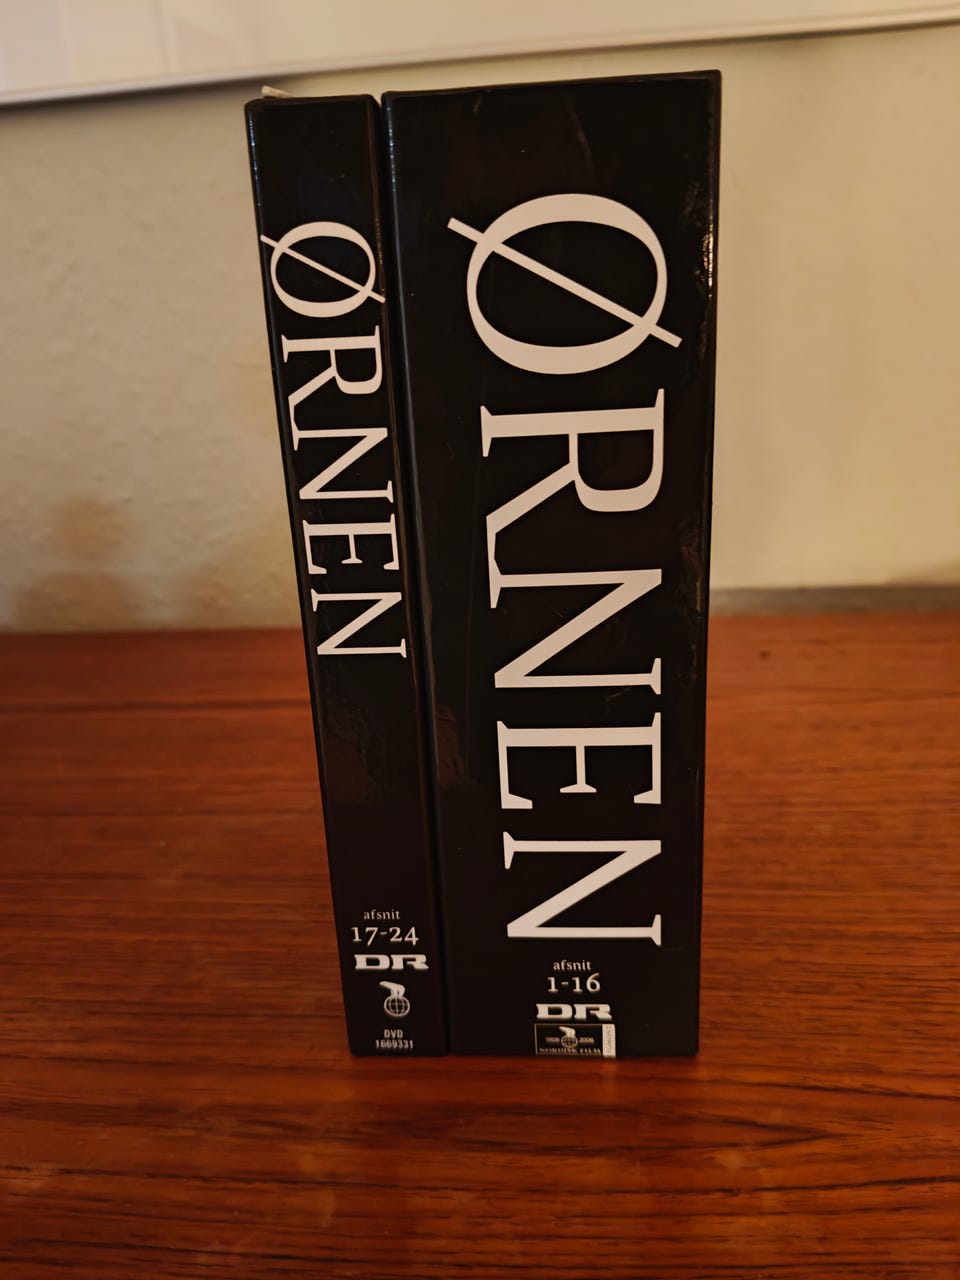 ØRNEN
afsnit
17-24
DR
DVD
1669331
ØRNEN
afsnit
1-16
DR
1906 2006
NORDISK FILM